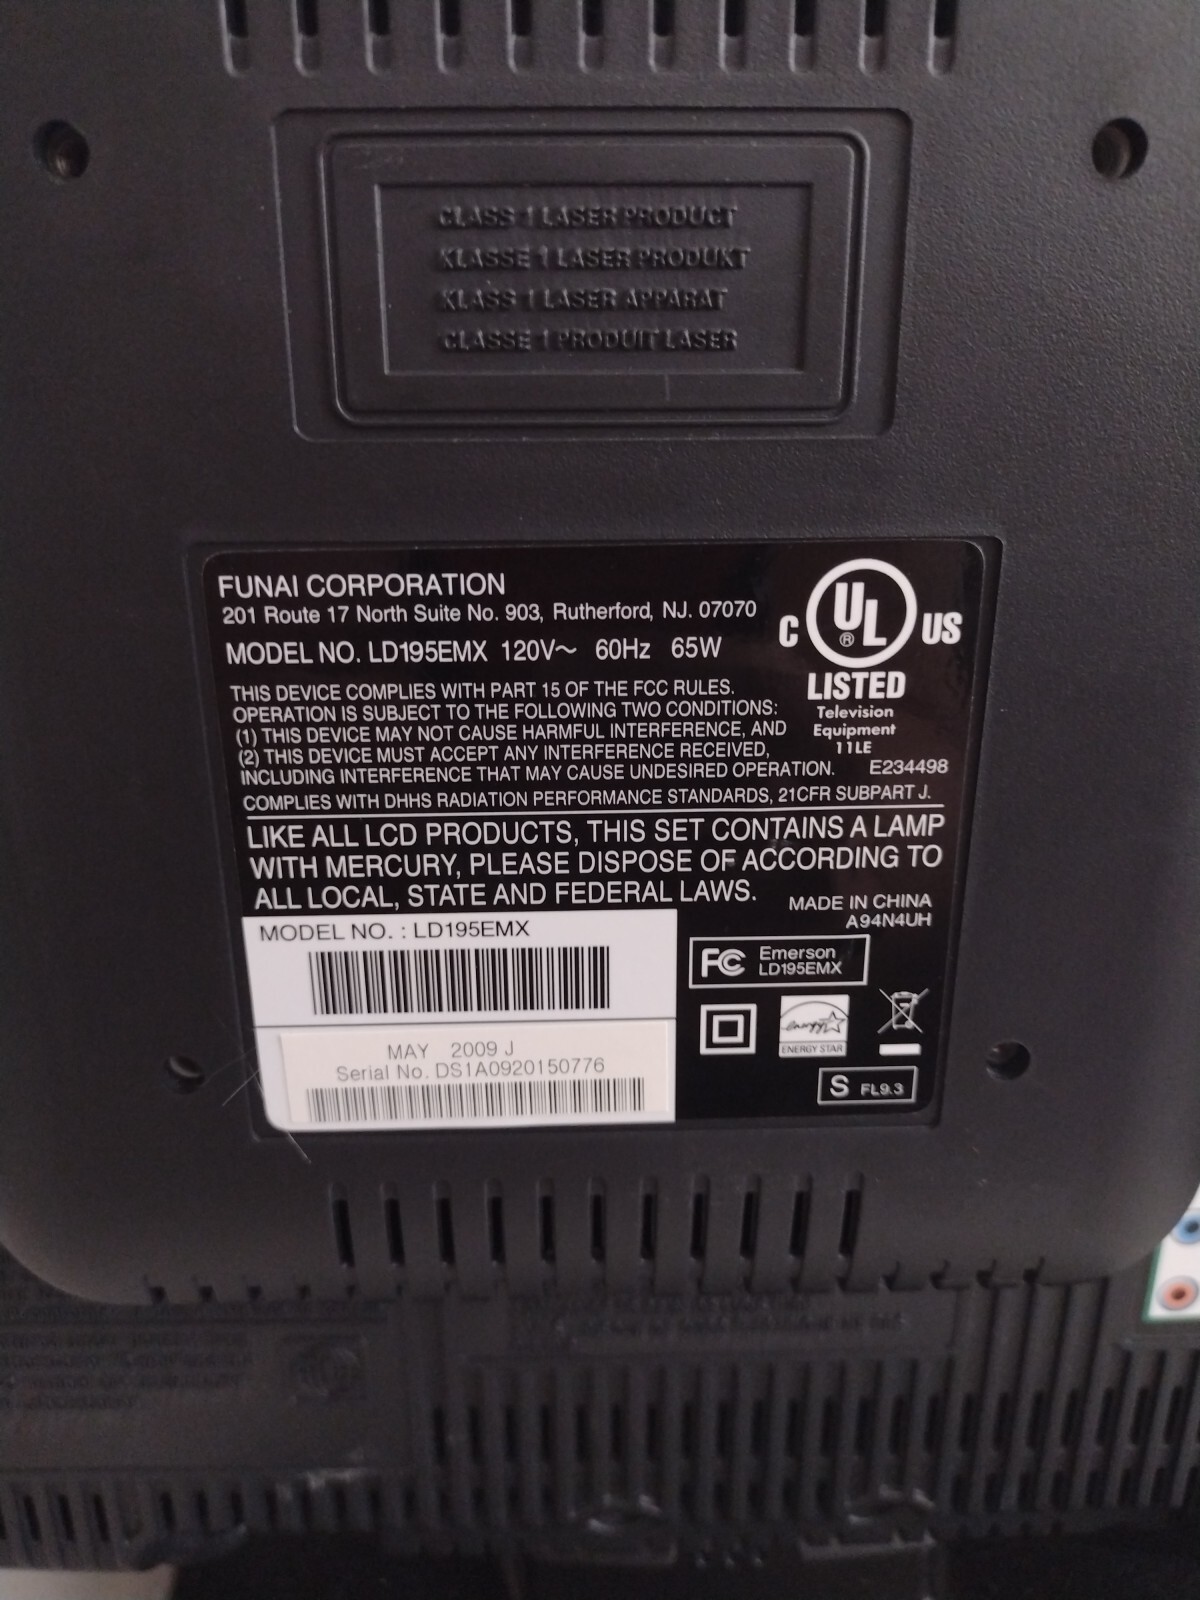 CLASS 1 LASER PRODUCT
KLASSE 1 LASER PRODUKT
KLASS 1 LASER APPARAT
CLASSE 1 PRODUIT LASER
FUNAI CORPORATION
201 Route 17 North Suite No. 903, Rutherford, NJ. 07070
MODEL NO. LD195EMX 120V~ 60Hz 65W
C UL ® US
LISTED
Television
Equipment
11LE
E234498
THIS DEVICE COMPLIES WITH PART 15 OF THE FCC RULES.
OPERATION IS SUBJECT TO THE FOLLOWING TWO CONDITIONS:
(1) THIS DEVICE MAY NOT CAUSE HARMFUL INTERFERENCE, AND
(2) THIS DEVICE MUST ACCEPT ANY INTERFERENCE RECEIVED,
INCLUDING INTERFERENCE THAT MAY CAUSE UNDESIRED OPERATION.
COMPLIES WITH DHHS RADIATION PERFORMANCE STANDARDS, 21CFR SUBPART J.
LIKE ALL LCD PRODUCTS, THIS SET CONTAINS A LAMP
WITH MERCURY, PLEASE DISPOSE OF ACCORDING TO
ALL LOCAL, STATE AND FEDERAL LAWS.
MADE IN CHINA
A94N4UH
MODEL NO. : LD195EMX
MAY 2009 J
Serial No. DS1A0920150776
FC Emerson
LD195EMX
energy
ENERGY STAR
S FL9.3